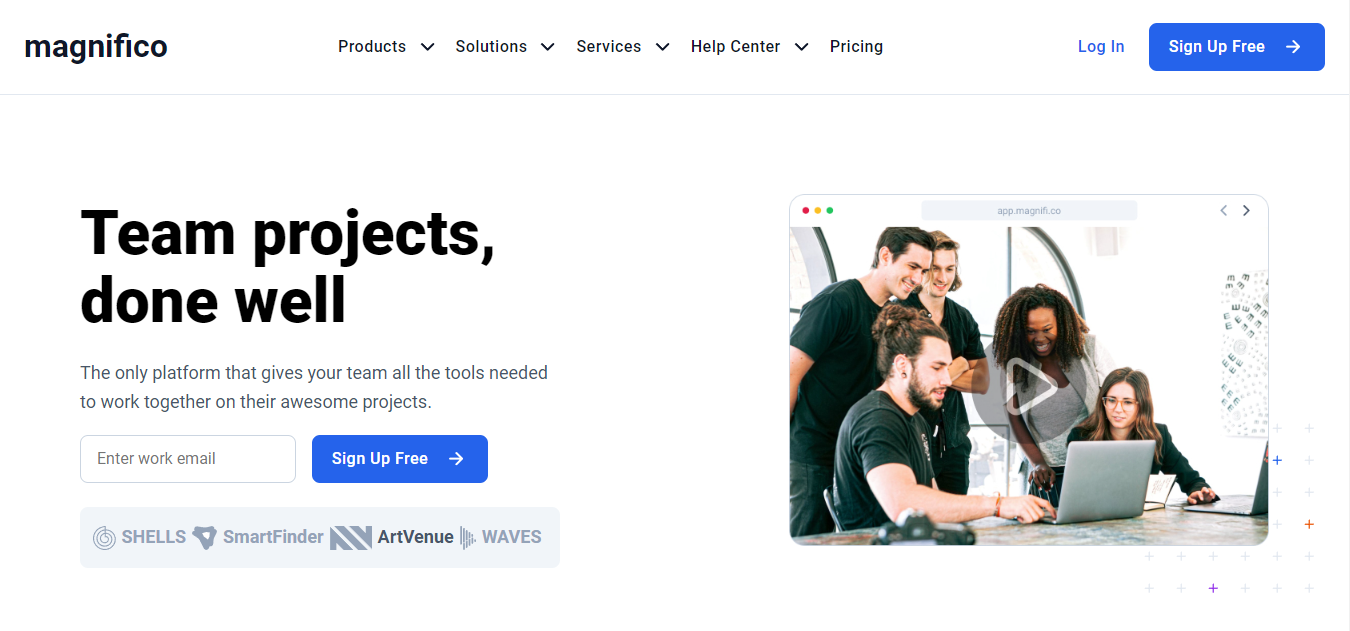 magnifico
Products Solutions Services Help Center Pricing
Log In
Sign Up Free
Team projects,
done well
The only platform that gives your team all the tools needed
to work together on their awesome projects.
Enter work email
Sign Up Free
SHELLS SmartFinder ArtVenue WAVES
app.magnifi.co